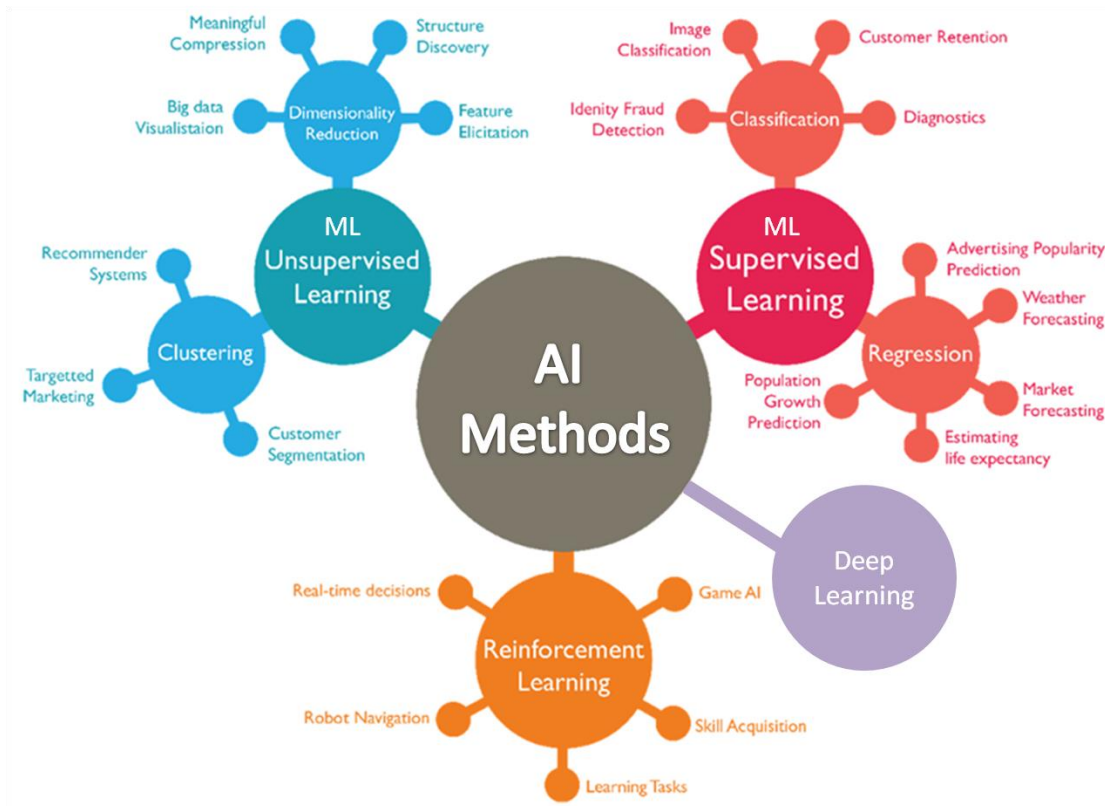 Meaningful
Compression
Structure
Discovery
Big data
Visualistaion
Dimensionality
Reduction
Feature
Elicitation
ML
Unsupervised
Learning
Recommender
Systems
Clustering
Targetted
Marketing
Customer
Segmentation
Image
Classification
Customer Retention
Idenity Fraud
Detection
Classification
Diagnostics
ML
Supervised
Learning
Advertising Popularity
Prediction
Weather
Forecasting
Regression
Population
Growth
Prediction
Market
Forecasting
Estimating
life expectancy
AI
Methods
Deep
Learning
Real-time decisions
Game AI
Reinforcement
Learning
Robot Navigation
Skill Acquisition
Learning Tasks